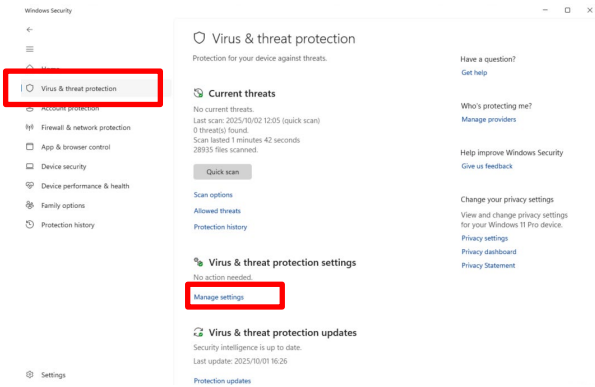 Windows Security
Home
Virus & threat protection
Account protection
Firewall & network protection
App & browser control
Device security
Device performance & health
Family options
Protection history
Settings
Virus & threat protection
Protection for your device against threats.
Current threats
No current threats.
Last scan: 2025/10/02 12:05 (quick scan)
0 threat(s) found.
Scan lasted 1 minutes 42 seconds
28935 files scanned.
Quick scan
Scan options
Allowed threats
Protection history
Virus & threat protection settings
No action needed.
Manage settings
Virus & threat protection updates
Security intelligence is up to date.
Last update: 2025/10/01 16:26
Protection updates
Have a question?
Get help
Who's protecting me?
Manage providers
Help improve Windows Security
Give us feedback
Change your privacy settings
View and change privacy settings
for your Windows 11 Pro device.
Privacy settings
Privacy dashboard
Privacy Statement